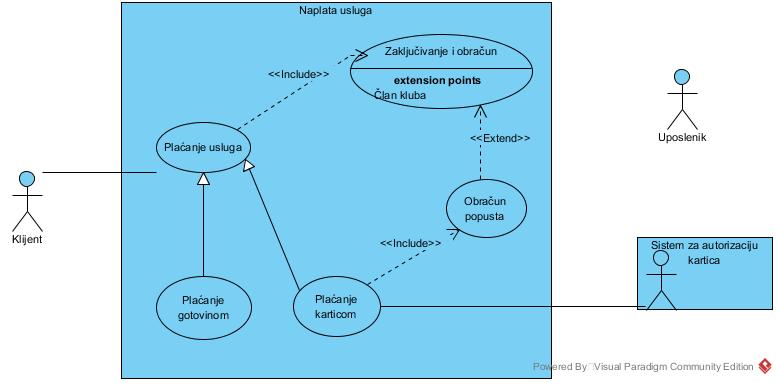 Naplata usluga
Zaključivanje i obračun
<<Include>>
extension points
Član kluba
Uposlenik
<<Extend>>
Plaćanje usluga
Klijent
Obračun
popusta
<<Include>>
Sistem za autorizaciju
kartica
Plaćanje
gotovinom
Plaćanje
karticom
Powered By Visual Paradigm Community Edition